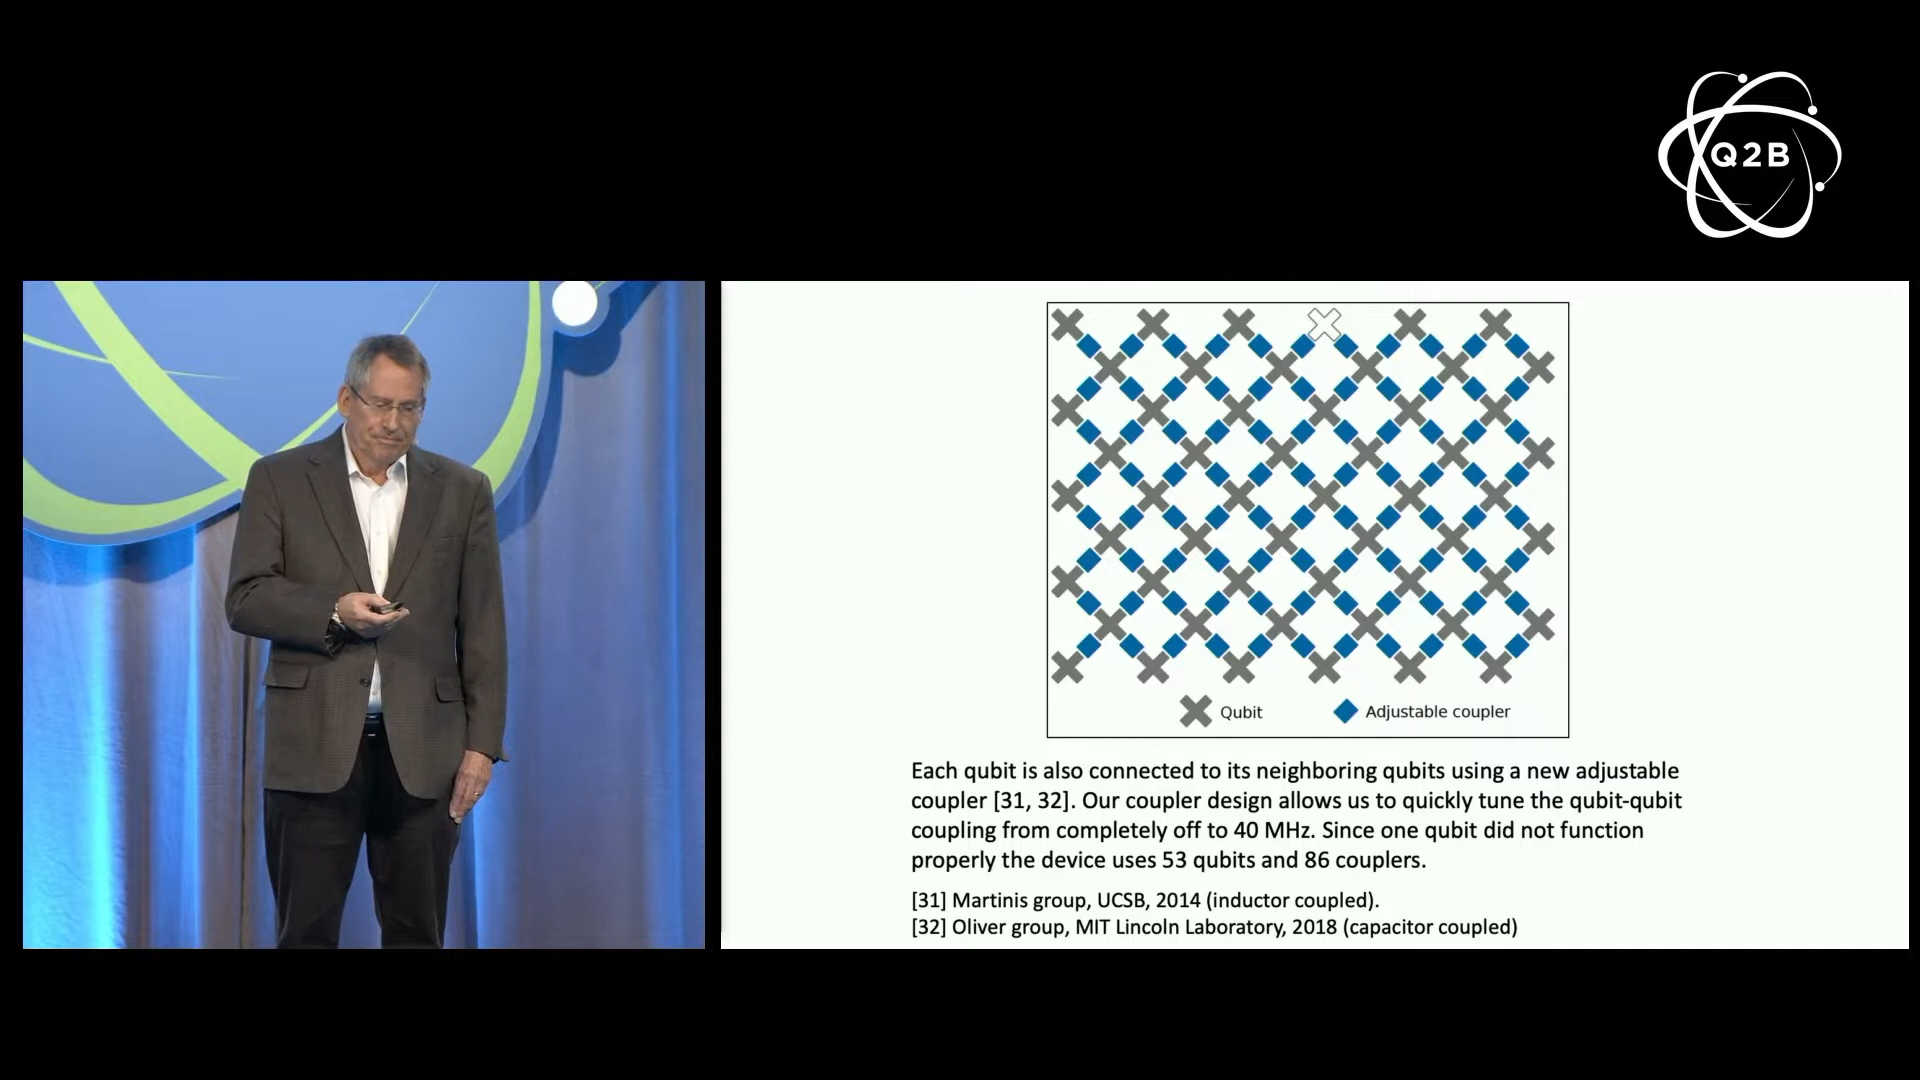 Q2B
Qubit
Adjustable coupler
Each qubit is also connected to its neighboring qubits using a new adjustable
coupler [31, 32]. Our coupler design allows us to quickly tune the qubit-qubit
coupling from completely off to 40 MHz. Since one qubit did not function
properly the device uses 53 qubits and 86 couplers.
[31] Martinis group, UCSB, 2014 (inductor coupled).
[32] Oliver group, MIT Lincoln Laboratory, 2018 (capacitor coupled)